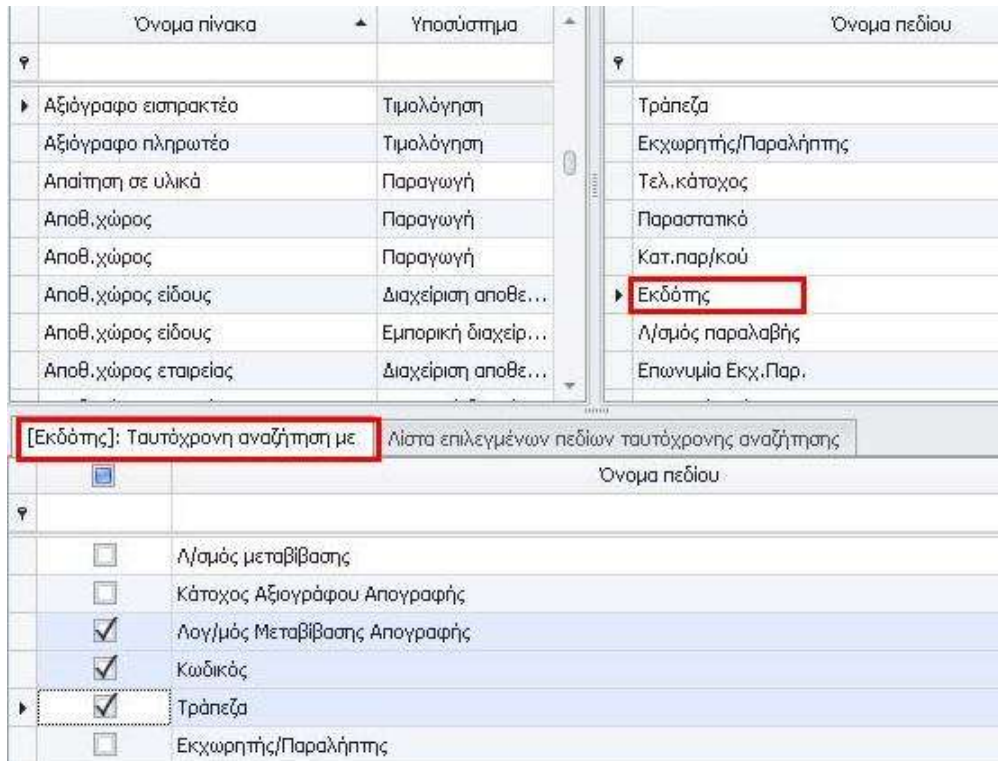 Όνομα πίνακα Υποσύστημα
Αξιόγραφο εισπρακτέο Τιμολόγηση
Αξιόγραφο πληρωτέο Τιμολόγηση
Απαίτηση σε υλικά Παραγωγή
Αποθ.χώρος Παραγωγή
Αποθ.χώρος Παραγωγή
Αποθ.χώρος είδους Διαχείριση αποθε...
Αποθ.χώρος είδους Εμπορική διαχείρ...
Αποθ.χώρος εταιρείας Διαχείριση αποθε...
Όνομα πεδίου
Τράπεζα
Εκχωρητής/Παραλήπτης
Τελ.κάτοχος
Παραστατικό
Κατ.παρ/κού
Εκδότης
Λ/σμός παραλαβής
Επωνυμία Εκχ.Παρ.
[Εκδότης]: Ταυτόχρονη αναζήτηση με Λίστα επιλεγμένων πεδίων ταυτόχρονης αναζήτησης
Όνομα πεδίου
Λ/σμός μεταβίβασης
Κάτοχος Αξιογράφου Απογραφής
Λογ/μός Μεταβίβασης Απογραφής
Κωδικός
Τράπεζα
Εκχωρητής/Παραλήπτης